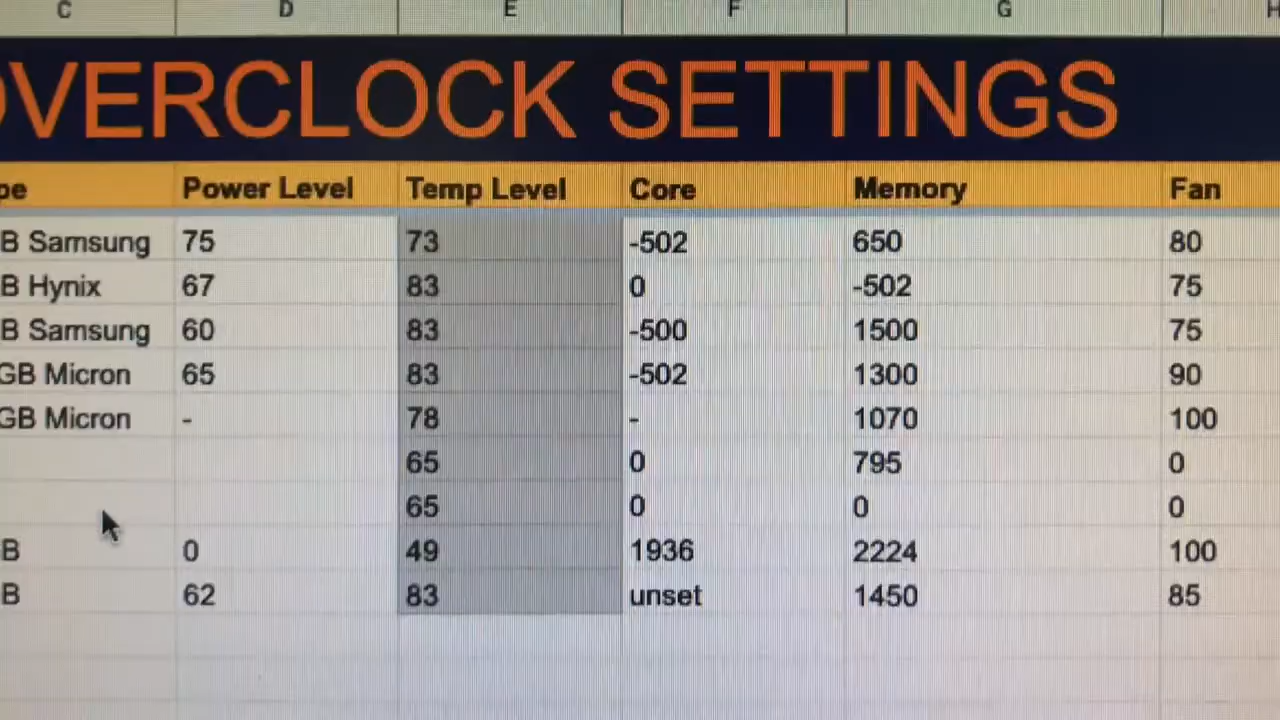 C D E F G H
OVERCLOCK SETTINGS
pe Power Level Temp Level Core Memory Fan
B Samsung 75 73 -502 650 80
B Hynix 67 83 0 -502 75
B Samsung 60 83 -500 1500 75
GB Micron 65 83 -502 1300 90
GB Micron - 78 - 1070 100
65 0 795 0
65 0 0 0
B 0 49 1936 2224 100
B 62 83 unset 1450 85